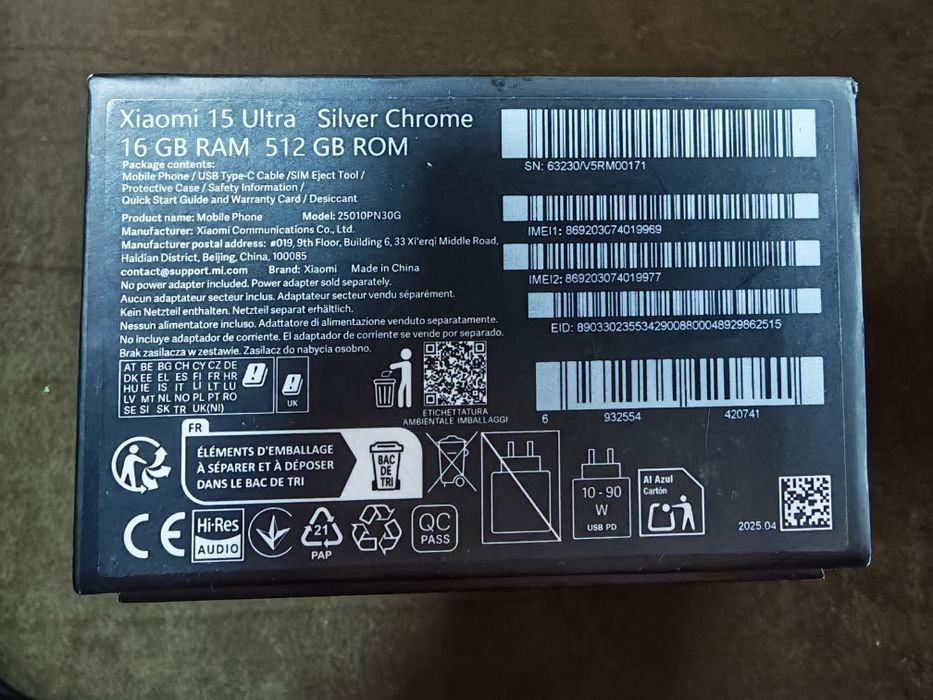 Xiaomi 15 Ultra Silver Chrome
16 GB RAM 512 GB ROM
Package contents:
Mobile Phone / USB Type-C Cable /SIM Eject Tool /
Protective Case / Safety Information /
Quick Start Guide and Warranty Card / Desiccant
Product name: Mobile Phone Model: 25010PN30G
Manufacturer: Xiaomi Communications Co., Ltd.
Manufacturer postal address: #019, 9th Floor, Building 6, 33 Xi'erqi Middle Road,
Haidian District, Beijing, China, 100085
contact@support.mi.com Brand: Xiaomi Made in China
No power adapter included. Power adapter sold separately.
Aucun adaptateur secteur inclus. Adaptateur secteur vendu séparément.
Kein Netzteil enthalten. Netzteil separat erhältlich.
Nessun alimentatore incluso. Adattatore di alimentazione venduto separatamente.
No incluye adaptador de corriente. El adaptador de corriente se vende por separado.
Brak zasilacza w zestawie. Zasilacz do nabycia osobno.
SN: 63230/V5RM00171
IMEI1: 869203074019969
IMEI2: 869203074019977
EID: 89033023553429008800048929862515
6 932554 420741
AT BE BG CH CY CZ DE
DK EE EL ES FI FR HR
HU IE IS IT LI LT LU
LV MT NL NO PL PT RO
SE SI SK TR UK(NI)
UK
ETICHETTATURA
AMBIENTALE IMBALLAGGI
FR
ÉLÉMENTS D'EMBALLAGE
À SÉPARER ET À DÉPOSER
DANS LE BAC DE TRI
BAC
DE
TRI
10 - 90
W
USB PD
Al Azul
Cartón
2025.04
CE
Hi-Res
AUDIO
21
PAP
QC
PASS